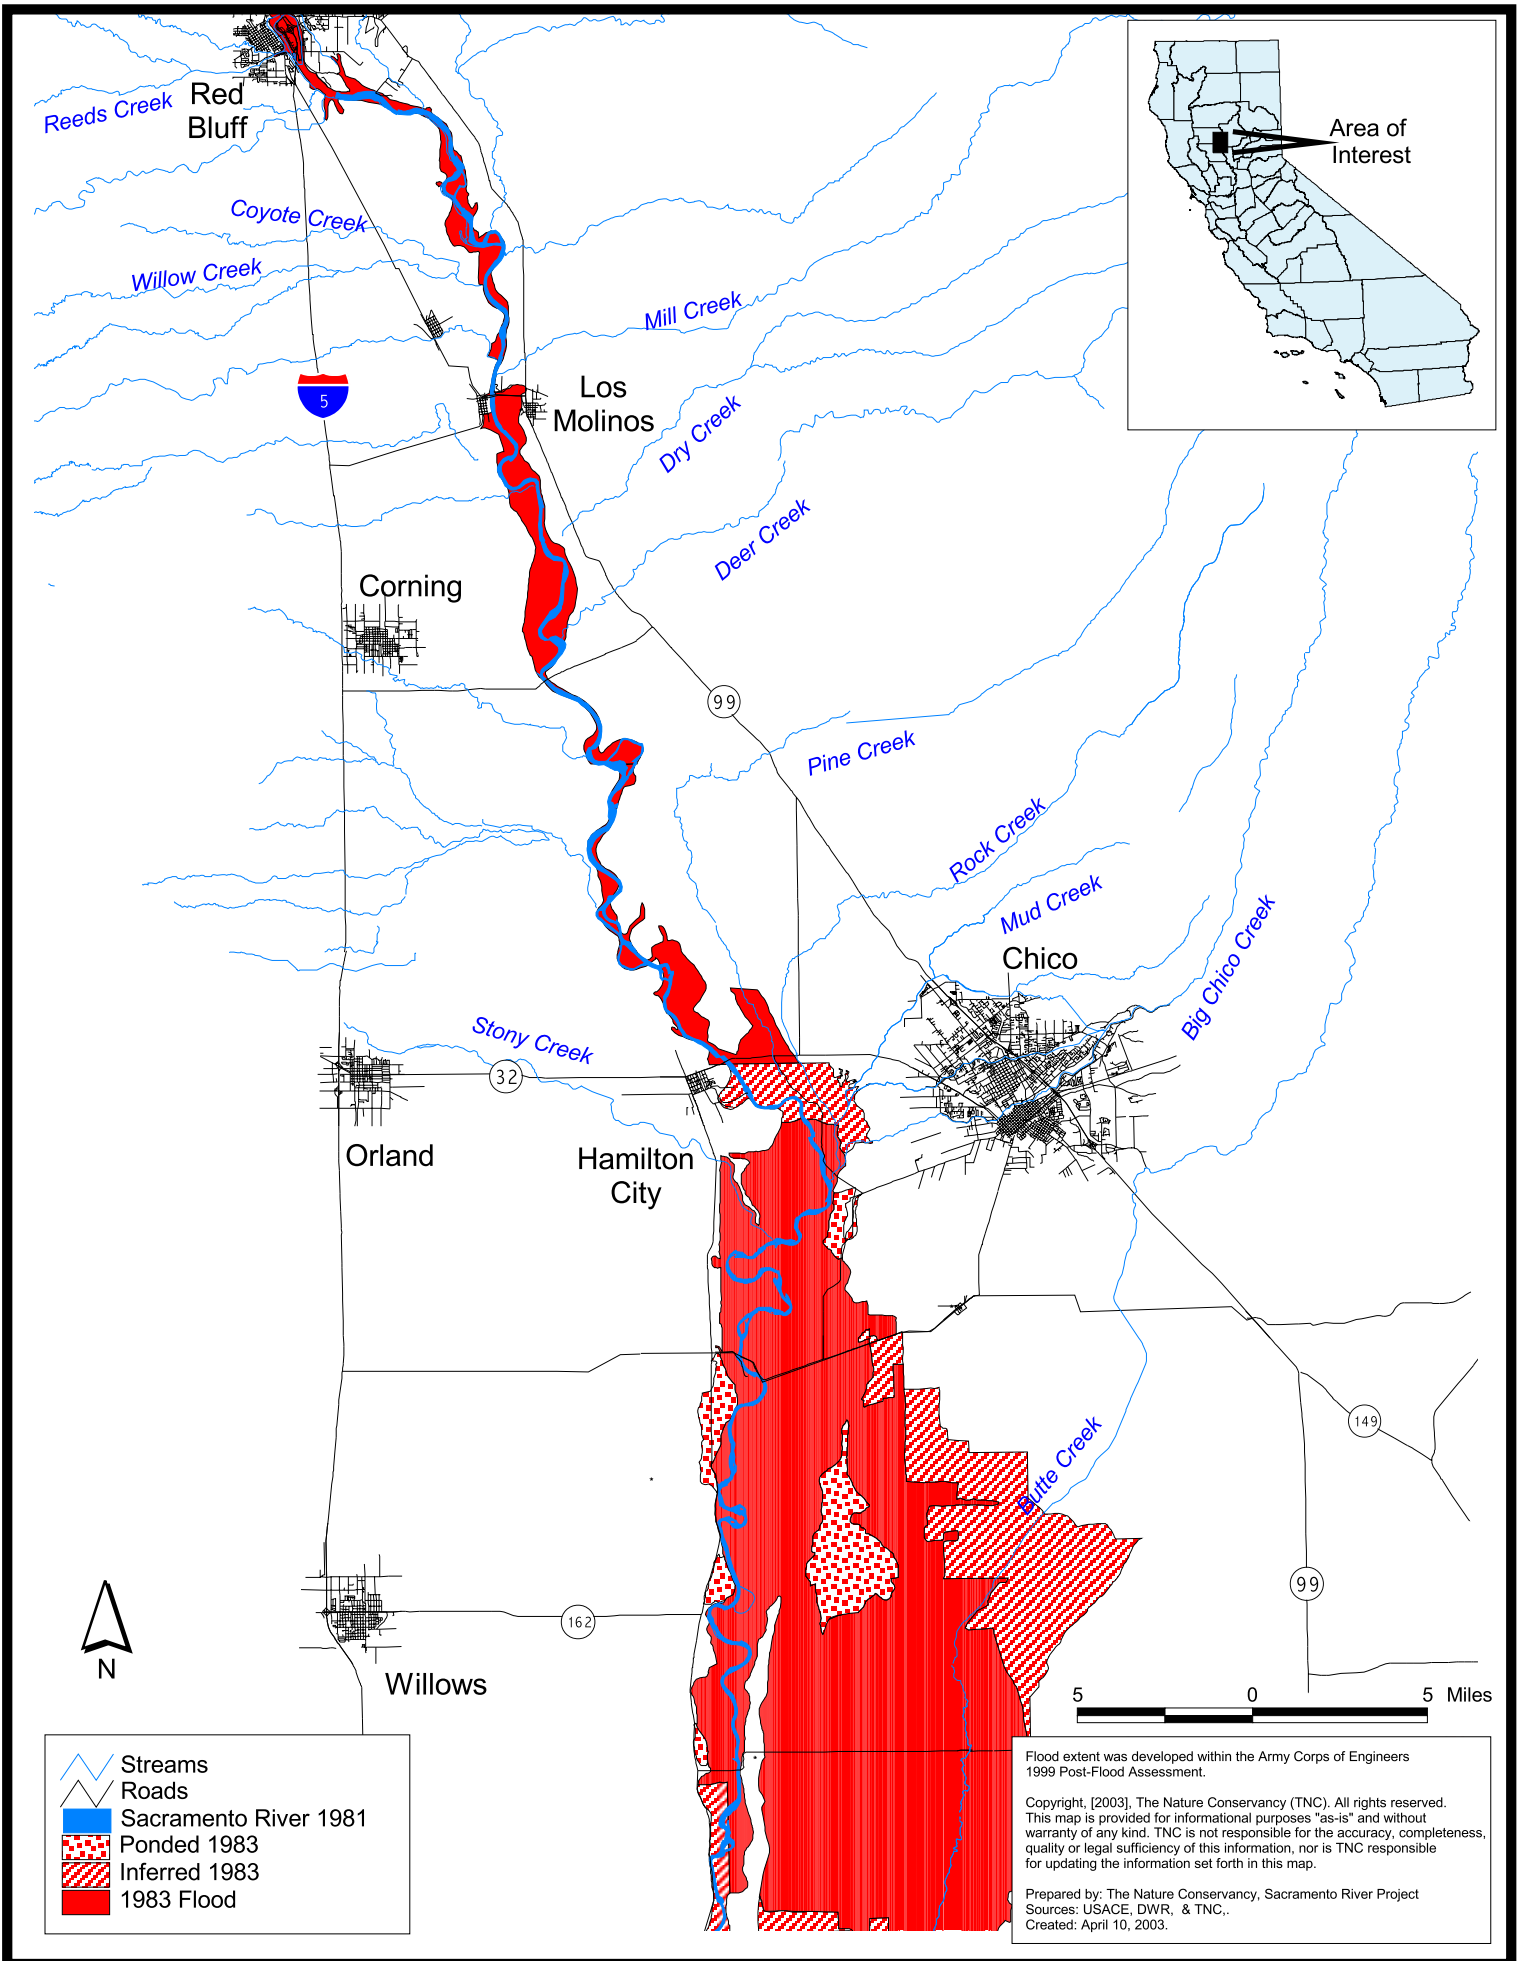 Reeds Creek
Red
Bluff
Area of
Interest
Coyote Creek
Willow Creek
Mill Creek
5
Los
Molinos
Dry Creek
Deer Creek
Corning
99
Pine Creek
Rock Creek
Mud Creek
Chico
Big Chico Creek
Stony Creek
32
Orland
Hamilton
City
149
Butte Creek
99
162
N
Willows
5 0 5 Miles
Streams
Roads
Sacramento River 1981
Ponded 1983
Inferred 1983
1983 Flood
Flood extent was developed within the Army Corps of Engineers
1999 Post-Flood Assessment.
Copyright, [2003], The Nature Conservancy (TNC). All rights reserved.
This map is provided for informational purposes "as-is" and without
warranty of any kind. TNC is not responsible for the accuracy, completeness,
quality or legal sufficiency of this information, nor is TNC responsible
for updating the information set forth in this map.
Prepared by: The Nature Conservancy, Sacramento River Project
Sources: USACE, DWR, & TNC,.
Created: April 10, 2003.